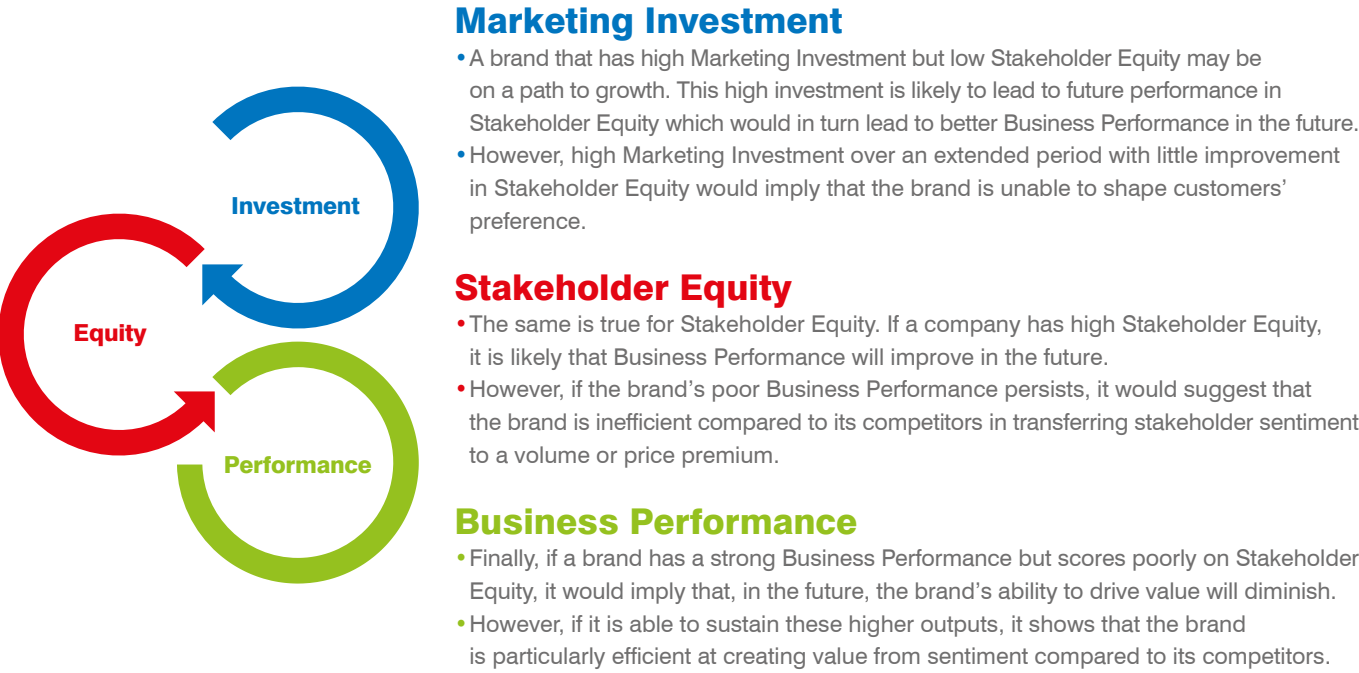 Marketing Investment
•A brand that has high Marketing Investment but low Stakeholder Equity may be
on a path to growth. This high investment is likely to lead to future performance in
Stakeholder Equity which would in turn lead to better Business Performance in the future.
•However, high Marketing Investment over an extended period with little improvement
in Stakeholder Equity would imply that the brand is unable to shape customers’
preference.
Investment
Stakeholder Equity
•The same is true for Stakeholder Equity. If a company has high Stakeholder Equity,
it is likely that Business Performance will improve in the future.
•However, if the brand’s poor Business Performance persists, it would suggest that
the brand is inefficient compared to its competitors in transferring stakeholder sentiment
to a volume or price premium.
Equity
Business Performance
•Finally, if a brand has a strong Business Performance but scores poorly on Stakeholder
Equity, it would imply that, in the future, the brand’s ability to drive value will diminish.
•However, if it is able to sustain these higher outputs, it shows that the brand
is particularly efficient at creating value from sentiment compared to its competitors.
Performance